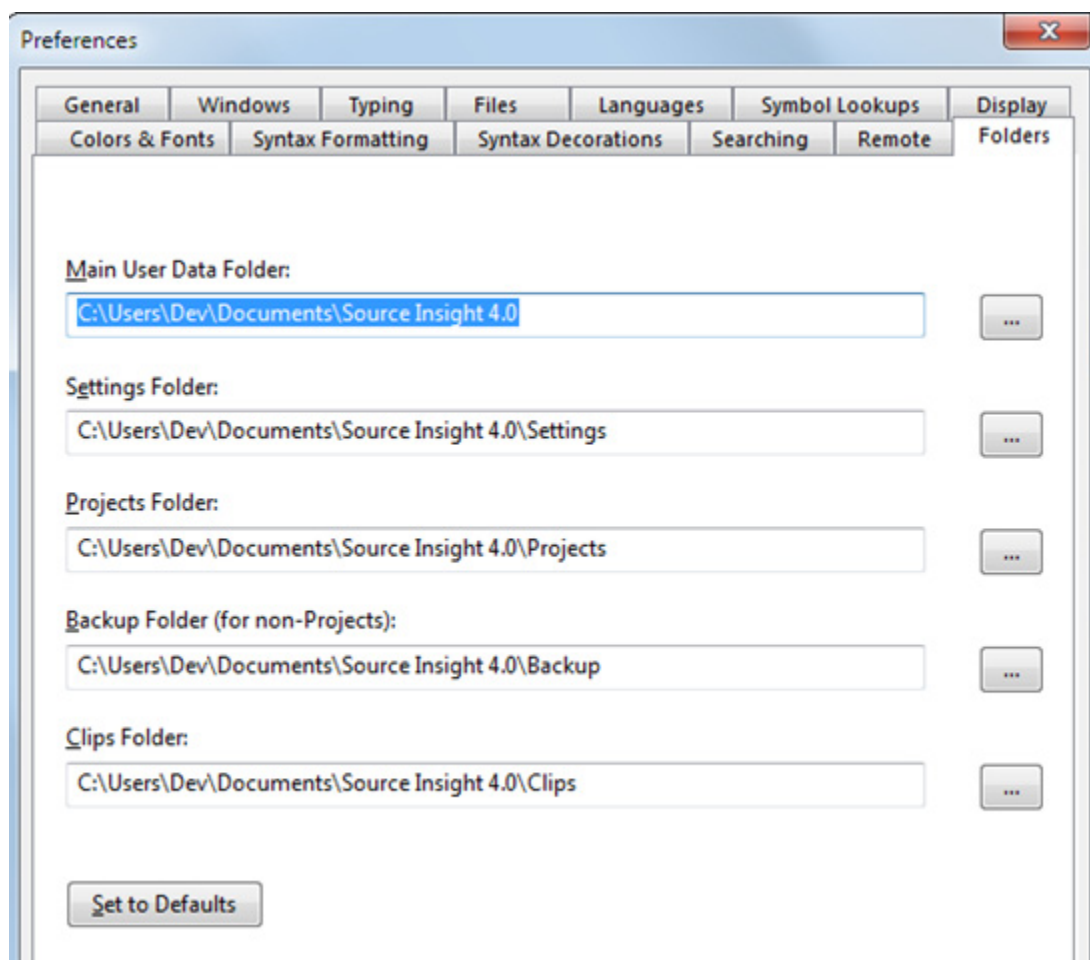 Preferences
General Windows Typing Files Languages Symbol Lookups Display
Colors & Fonts Syntax Formatting Syntax Decorations Searching Remote Folders
Main User Data Folder:
C:\Users\Dev\Documents\Source Insight 4.0
...
Settings Folder:
C:\Users\Dev\Documents\Source Insight 4.0\Settings
...
Projects Folder:
C:\Users\Dev\Documents\Source Insight 4.0\Projects
...
Backup Folder (for non-Projects):
C:\Users\Dev\Documents\Source Insight 4.0\Backup
...
Clips Folder:
C:\Users\Dev\Documents\Source Insight 4.0\Clips
...
Set to Defaults